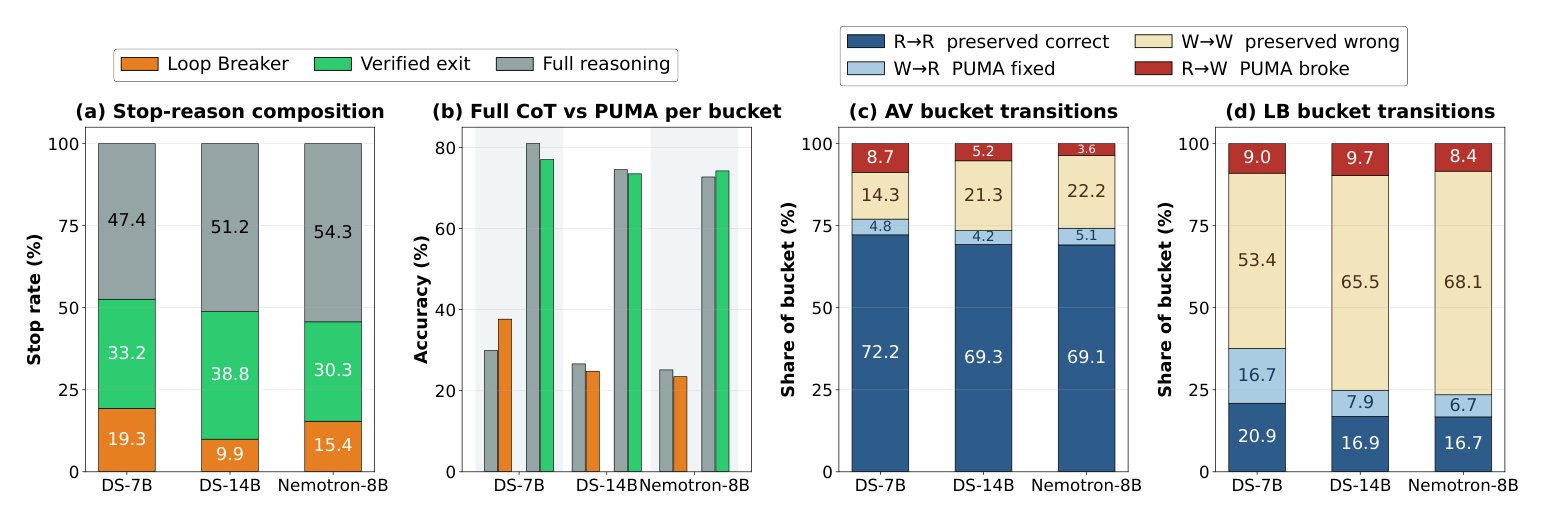 Loop Breaker Verified exit Full reasoning
R→R preserved correct W→W preserved wrong
W→R PUMA fixed R→W PUMA broke
(a) Stop-reason composition
Stop rate (%)
100
75
50
25
0
47.4 51.2 54.3
33.2 38.8 30.3
19.3 9.9 15.4
DS-7B DS-14B Nemotron-8B
(b) Full CoT vs PUMA per bucket
Accuracy (%)
80
60
40
20
0
DS-7B DS-14B Nemotron-8B
(c) AV bucket transitions
Share of bucket (%)
100
75
50
25
0
8.7 5.2 3.6
14.3 21.3 22.2
4.8 4.2 5.1
72.2 69.3 69.1
DS-7B DS-14B Nemotron-8B
(d) LB bucket transitions
Share of bucket (%)
100
75
50
25
0
9.0 9.7 8.4
53.4 65.5 68.1
16.7 7.9 6.7
20.9 16.9 16.7
DS-7B DS-14B Nemotron-8B